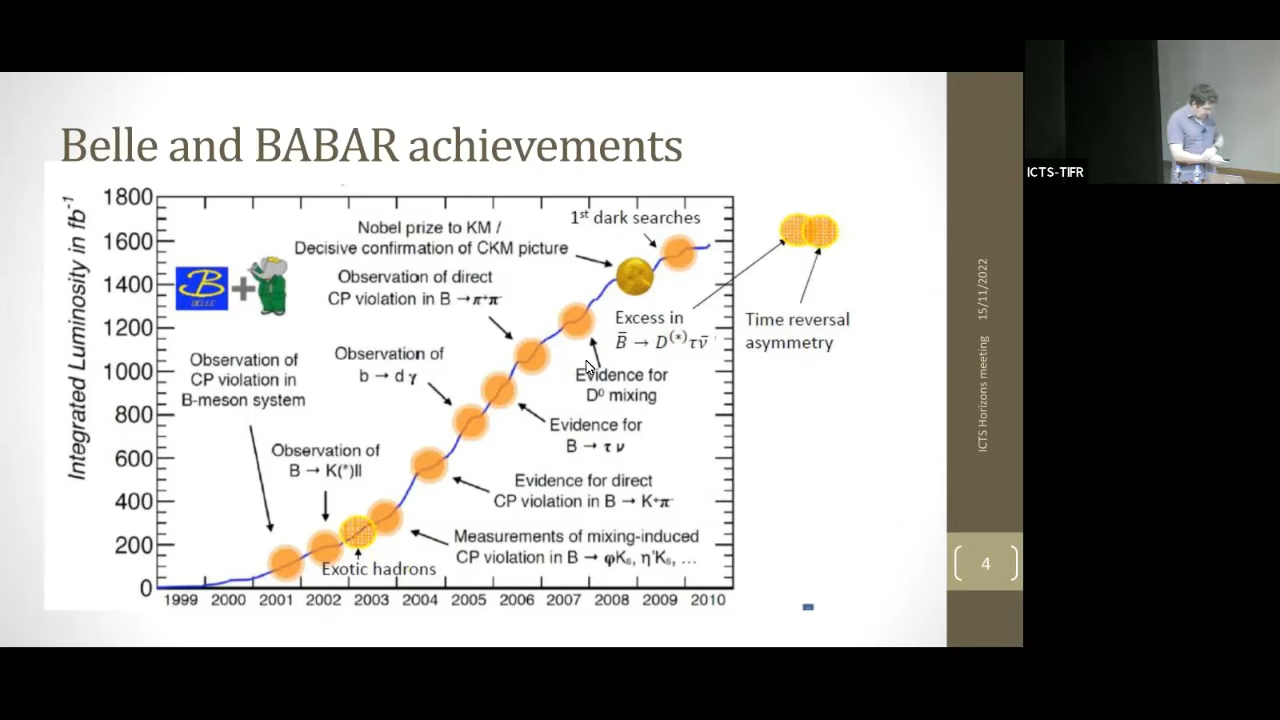 Belle and BABAR achievements
Integrated Luminosity in fb⁻¹
1800
1600
1400
1200
1000
800
600
400
200
0
1999 2000 2001 2002 2003 2004 2005 2006 2007 2008 2009 2010
Nobel prize to KM /
Decisive confirmation of CKM picture
1st dark searches
Observation of direct
CP violation in B → π⁺π⁻
Excess in
B̄ → D⁽*⁾τν̄
Time reversal
asymmetry
Observation of
CP violation in
B-meson system
Observation of
b → d γ
Evidence for
D⁰ mixing
Evidence for
B → τ ν
Observation of
B → K(*)ll
Evidence for direct
CP violation in B → K⁺π⁻
Measurements of mixing-induced
CP violation in B → φKₛ, η'Kₛ, …
Exotic hadrons
B
BELLE
ICTS Horizons meeting 15/11/2022
4
ICTS-TIFR